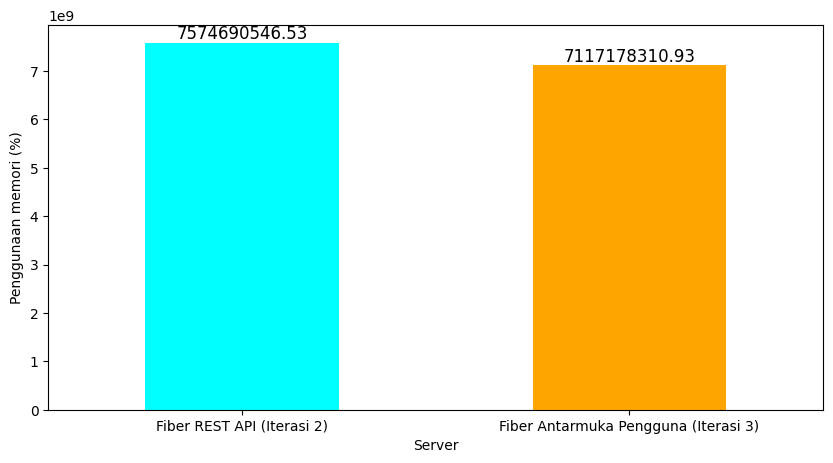 1e9
7574690546.53
7117178310.93
7
6
5
4
3
2
1
0
Penggunaan memori (%)
Fiber REST API (Iterasi 2)
Fiber Antarmuka Pengguna (Iterasi 3)
Server